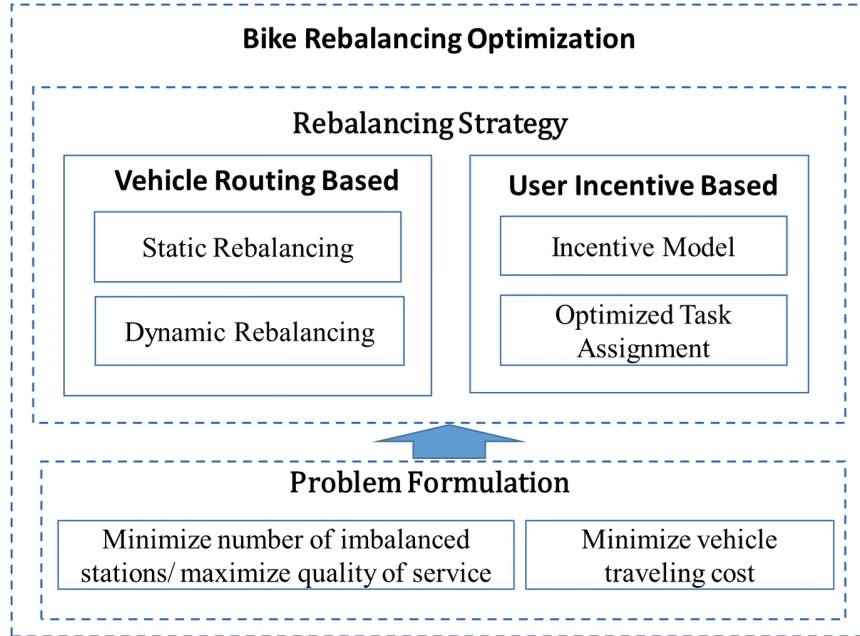 Bike Rebalancing Optimization
Rebalancing Strategy
Vehicle Routing Based
Static Rebalancing
Dynamic Rebalancing
User Incentive Based
Incentive Model
Optimized Task
Assignment
Problem Formulation
Minimize number of imbalanced
stations/ maximize quality of service
Minimize vehicle
traveling cost